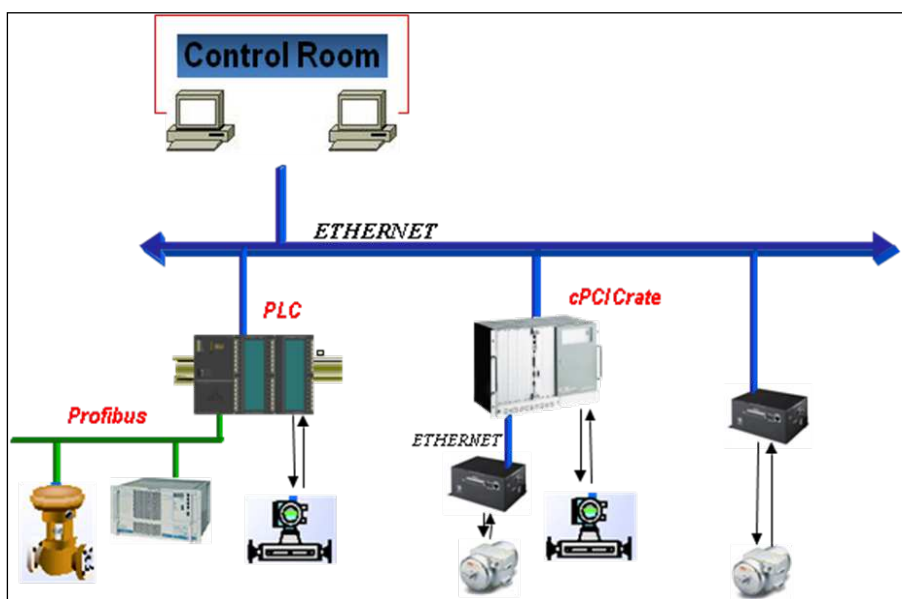 Control Room
ETHERNET
PLC
cPCI Crate
Profibus
ETHERNET